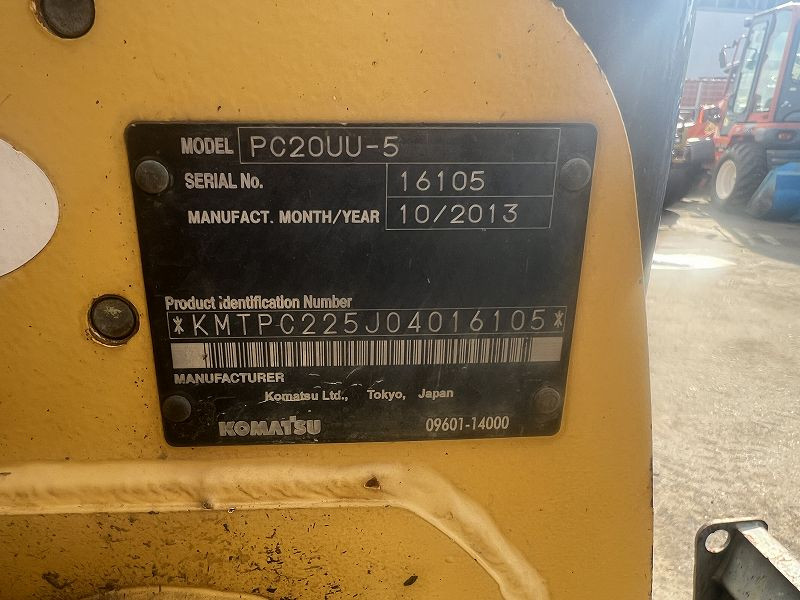 MODEL PC20UU-5
SERIAL No. 16105
MANUFACT. MONTH/YEAR 10/2013
Product Identification Number
*KMTPC225J04016105*
MANUFACTURER
Komatsu Ltd., Tokyo, Japan
KOMATSU 09601-14000